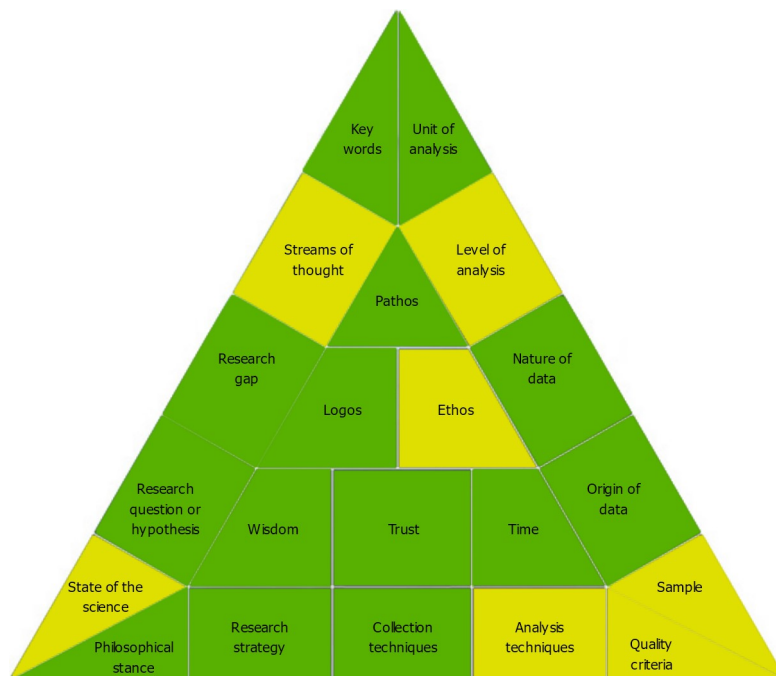 Key
words
Unit of
analysis
Streams of
thought
Level of
analysis
Pathos
Research
gap
Nature of
data
Logos
Ethos
Research
question or
hypothesis
Origin of
data
Wisdom
Trust
Time
State of the
science
Sample
Philosophical
stance
Research
strategy
Collection
techniques
Analysis
techniques
Quality
criteria